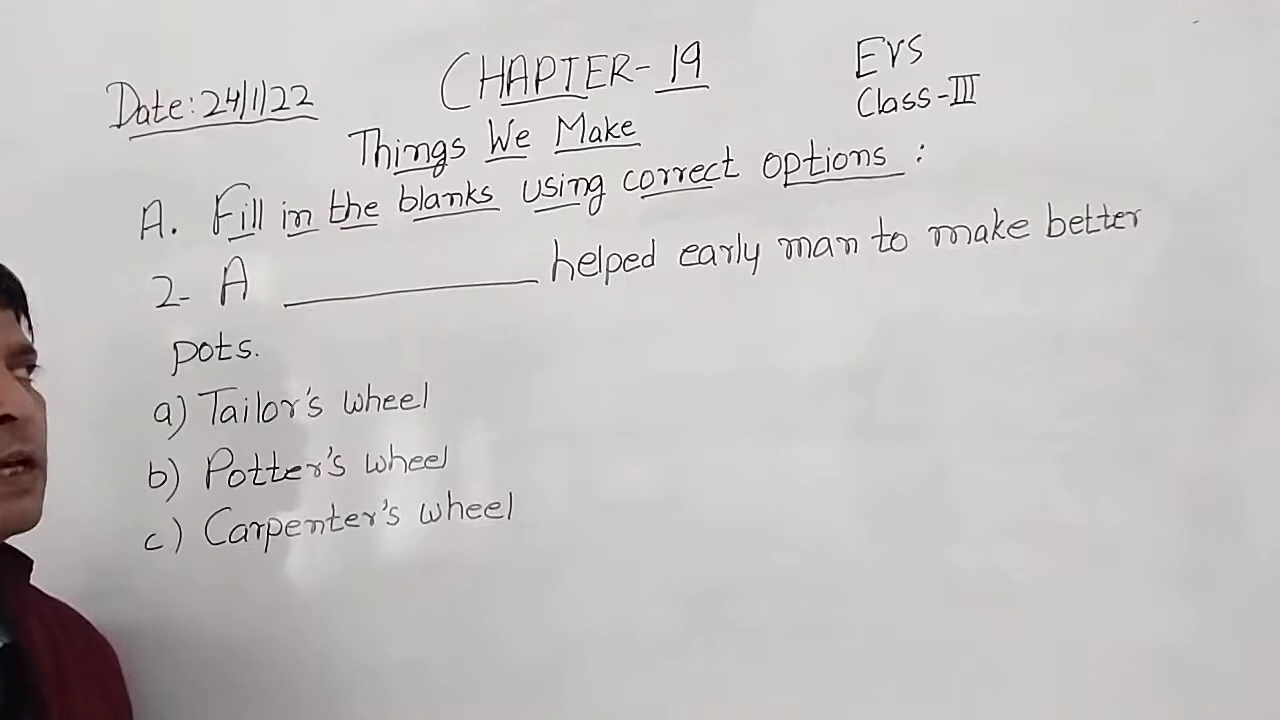 Date: 24/1/22
CHAPTER-19
EVS
Class-III
Things We Make
A. Fill in the blanks using correct options :
2- A __________ helped early man to make better
pots.
a) Tailor's wheel
b) Potter's wheel
c) Carpenter's wheel